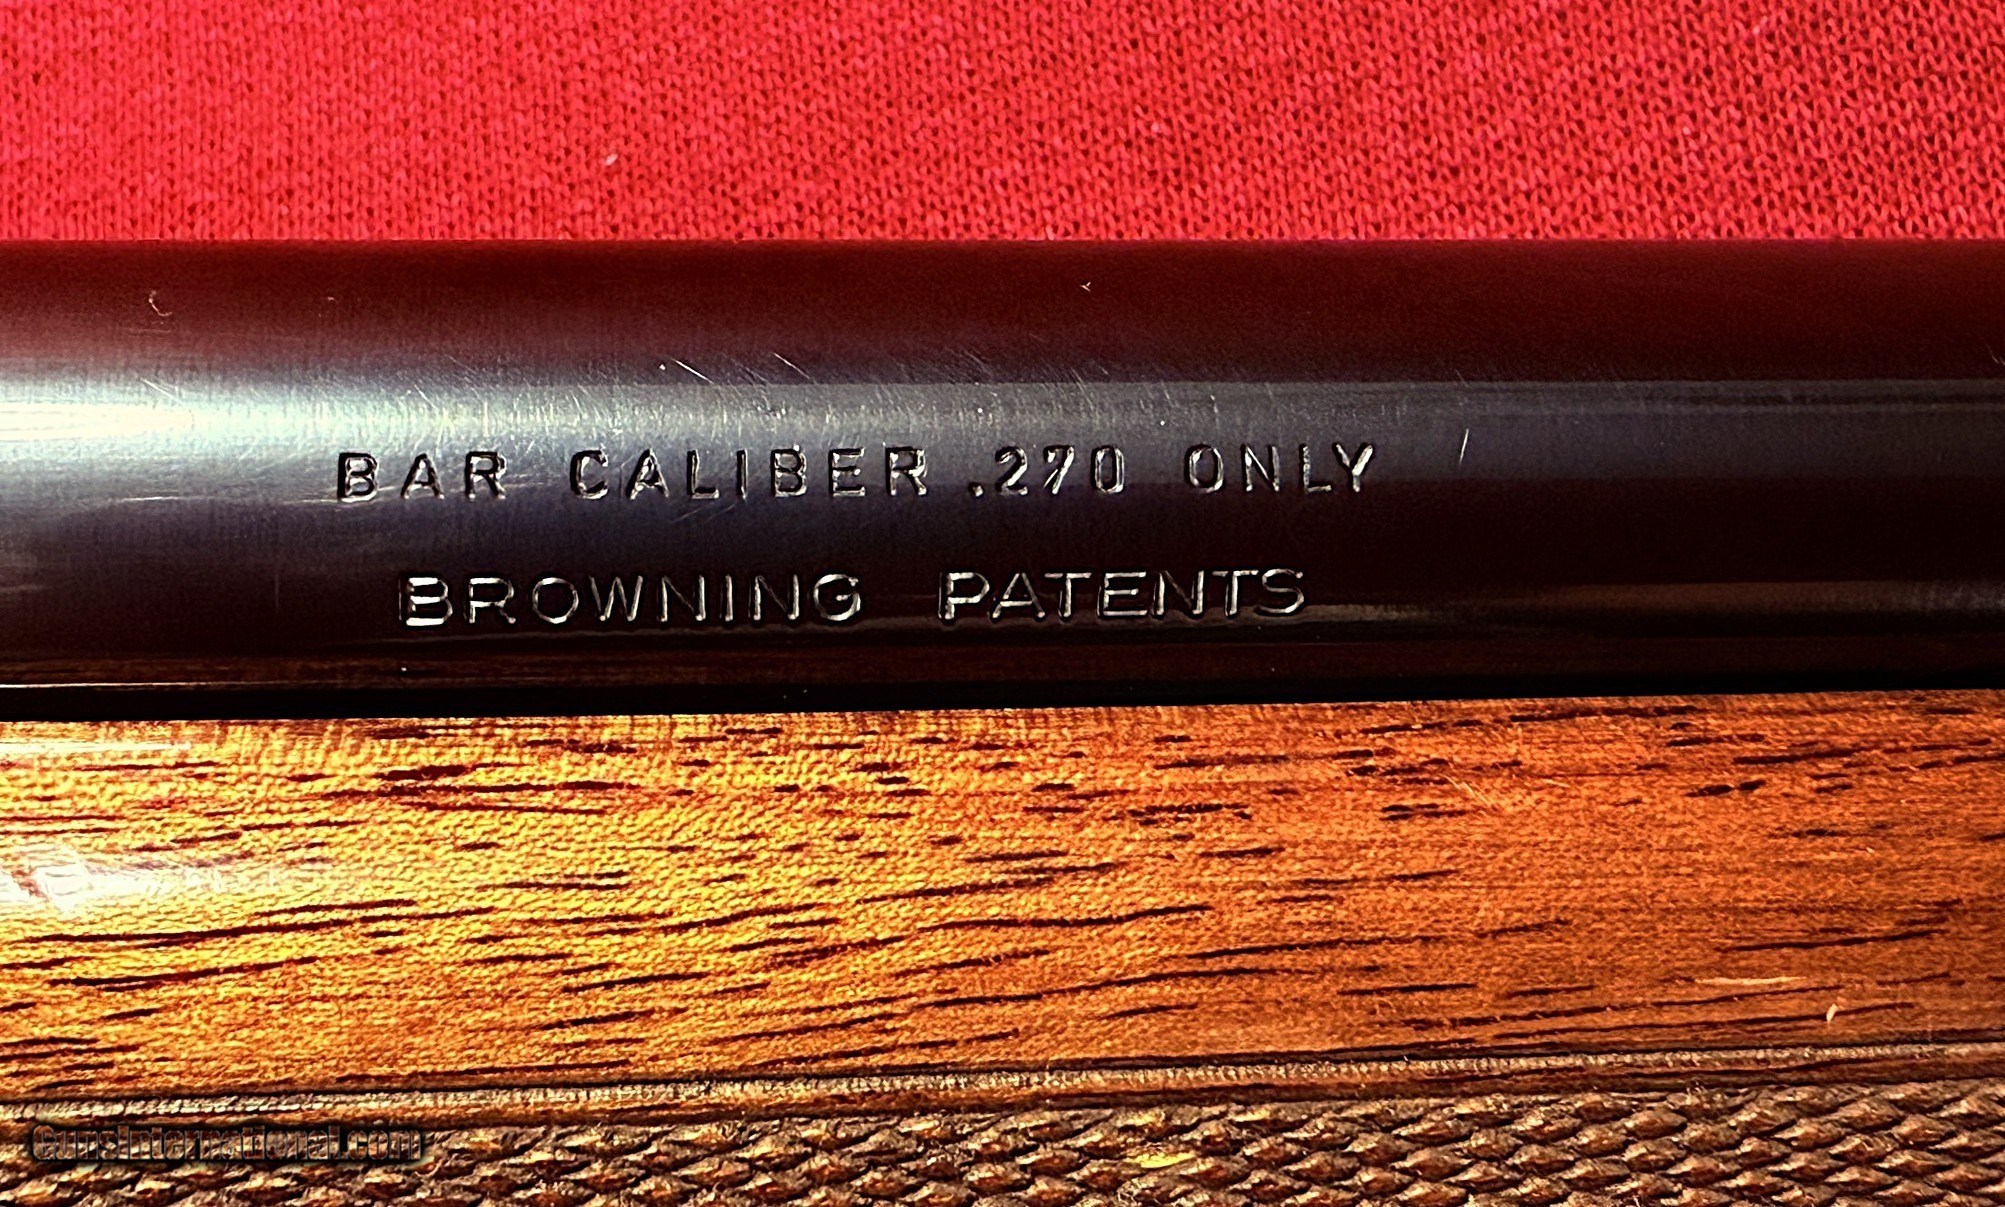 BAR CALIBER .270 ONLY
BROWNING PATENTS
GunsInternational.com